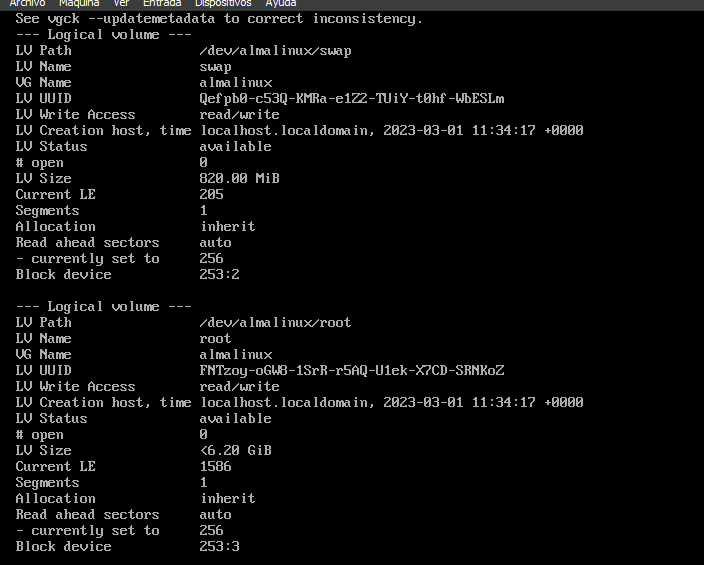 Archivo Máquina Ver Entrada Dispositivos Ayuda
See vgck --updatemetadata to correct inconsistency.
--- Logical volume ---
LV Path /dev/almalinux/swap
LV Name swap
VG Name almalinux
LV UUID Qefpb0-c53Q-KMRa-e1Z2-TUiY-t0hf-WbESLm
LV Write Access read/write
LV Creation host, time localhost.localdomain, 2023-03-01 11:34:17 +0000
LV Status available
# open 0
LV Size 820.00 MiB
Current LE 205
Segments 1
Allocation inherit
Read ahead sectors auto
- currently set to 256
Block device 253:2
--- Logical volume ---
LV Path /dev/almalinux/root
LV Name root
VG Name almalinux
LV UUID FNTzoy-oGW8-1SrR-r5AQ-U1ek-X7CD-SRNKoZ
LV Write Access read/write
LV Creation host, time localhost.localdomain, 2023-03-01 11:34:17 +0000
LV Status available
# open 0
LV Size <6.20 GiB
Current LE 1586
Segments 1
Allocation inherit
Read ahead sectors auto
- currently set to 256
Block device 253:3